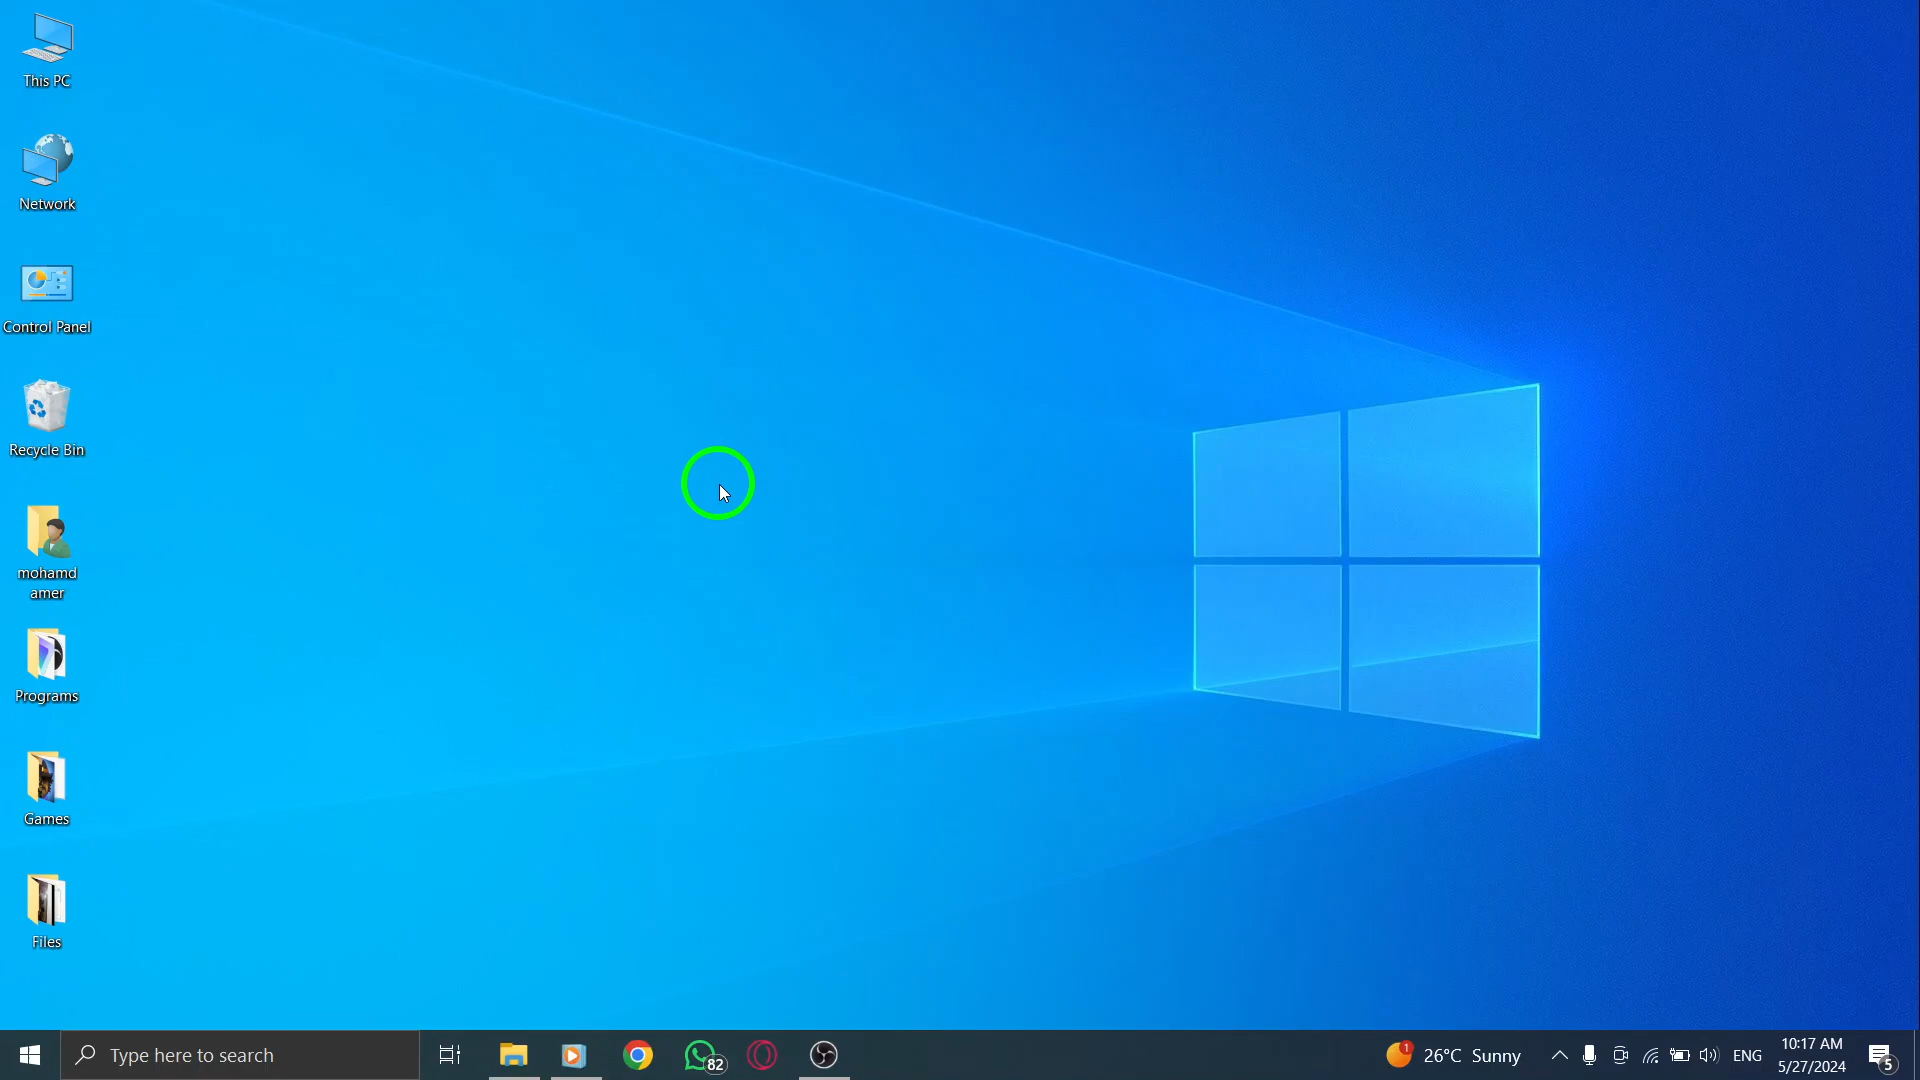 This PC
Network
Control Panel
Recycle Bin
mohamd
amer
Programs
Games
Files
Type here to search
82
1
26°C Sunny
ENG
10:17 AM
5/27/2024
5